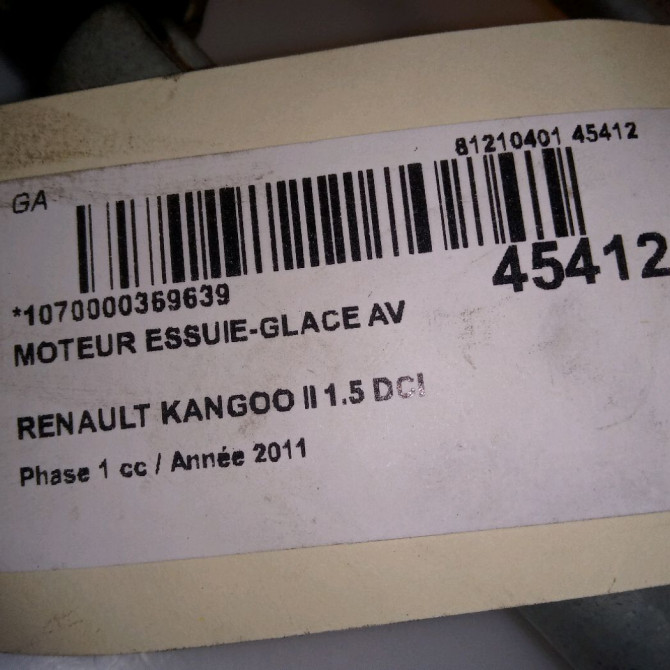 81210401 45412
GA
45412
*1070000369639
MOTEUR ESSUIE-GLACE AV
RENAULT KANGOO II 1.5 DCI
Phase 1 cc / Année 2011